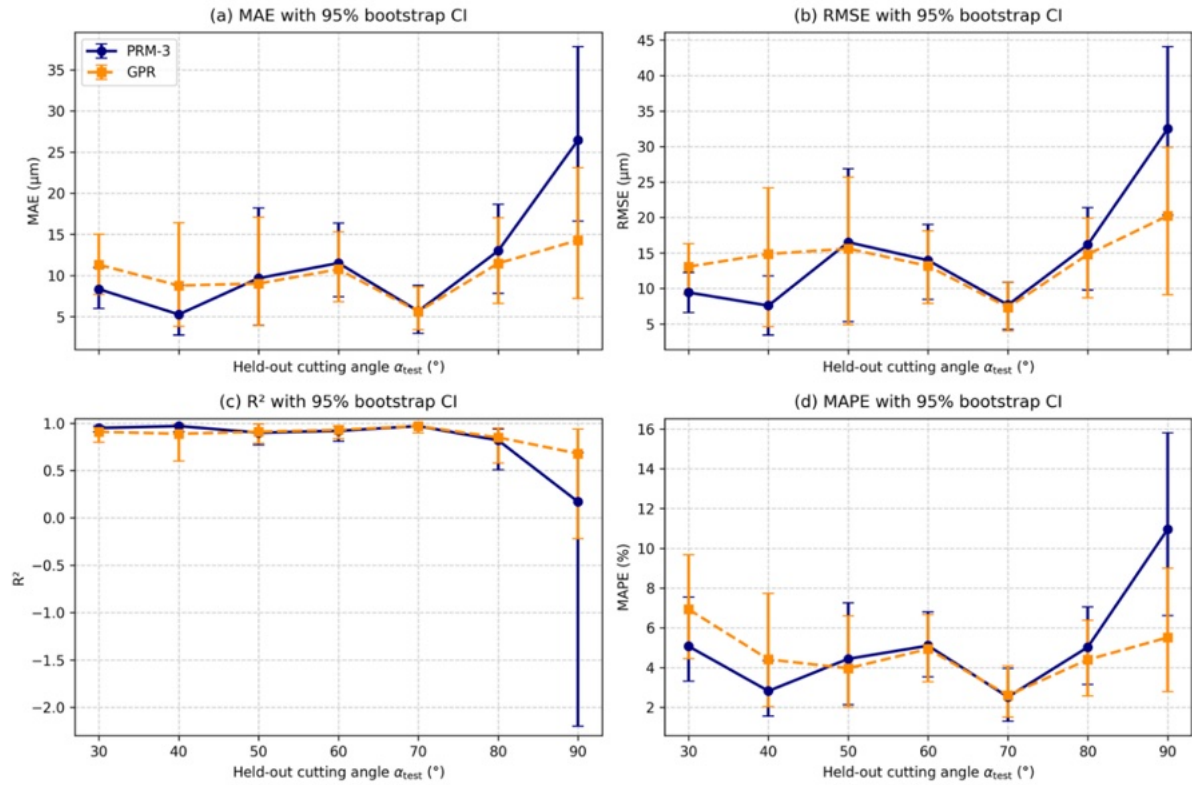 (a) MAE with 95% bootstrap CI
PRM-3
GPR
MAE (μm)
35
30
25
20
15
10
5
Held-out cutting angle αtest (°)
(b) RMSE with 95% bootstrap CI
RMSE (μm)
45
40
35
30
25
20
15
10
5
Held-out cutting angle αtest (°)
(c) R² with 95% bootstrap CI
R²
1.0
0.5
0.0
−0.5
−1.0
−1.5
−2.0
30 40 50 60 70 80 90
Held-out cutting angle αtest (°)
(d) MAPE with 95% bootstrap CI
MAPE (%)
16
14
12
10
8
6
4
2
30 40 50 60 70 80 90
Held-out cutting angle αtest (°)